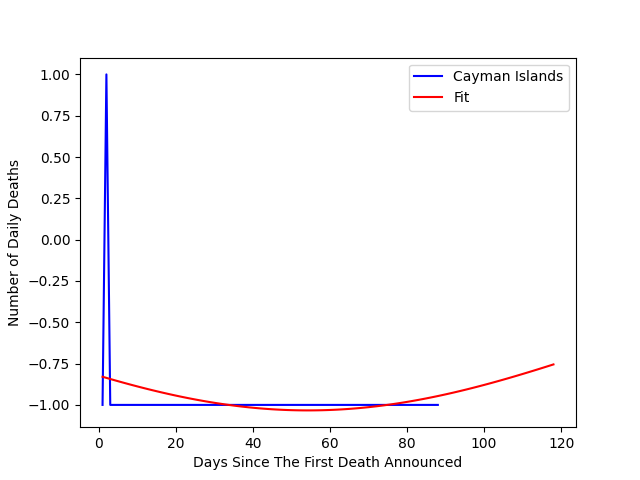 Cayman Islands
Fit
1.00
0.75
0.50
0.25
0.00
−0.25
−0.50
−0.75
−1.00
Number of Daily Deaths
0 20 40 60 80 100 120
Days Since The First Death Announced